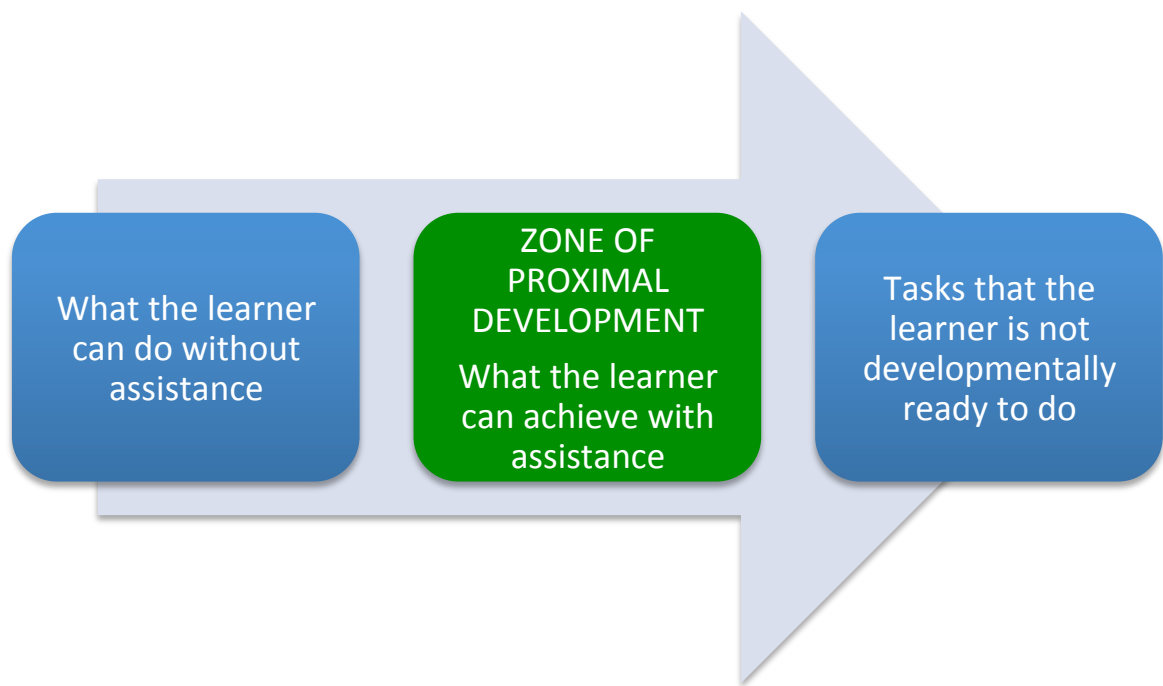 What the learner
can do without
assistance
ZONE OF
PROXIMAL
DEVELOPMENT
What the learner
can achieve with
assistance
Tasks that the
learner is not
developmentally
ready to do